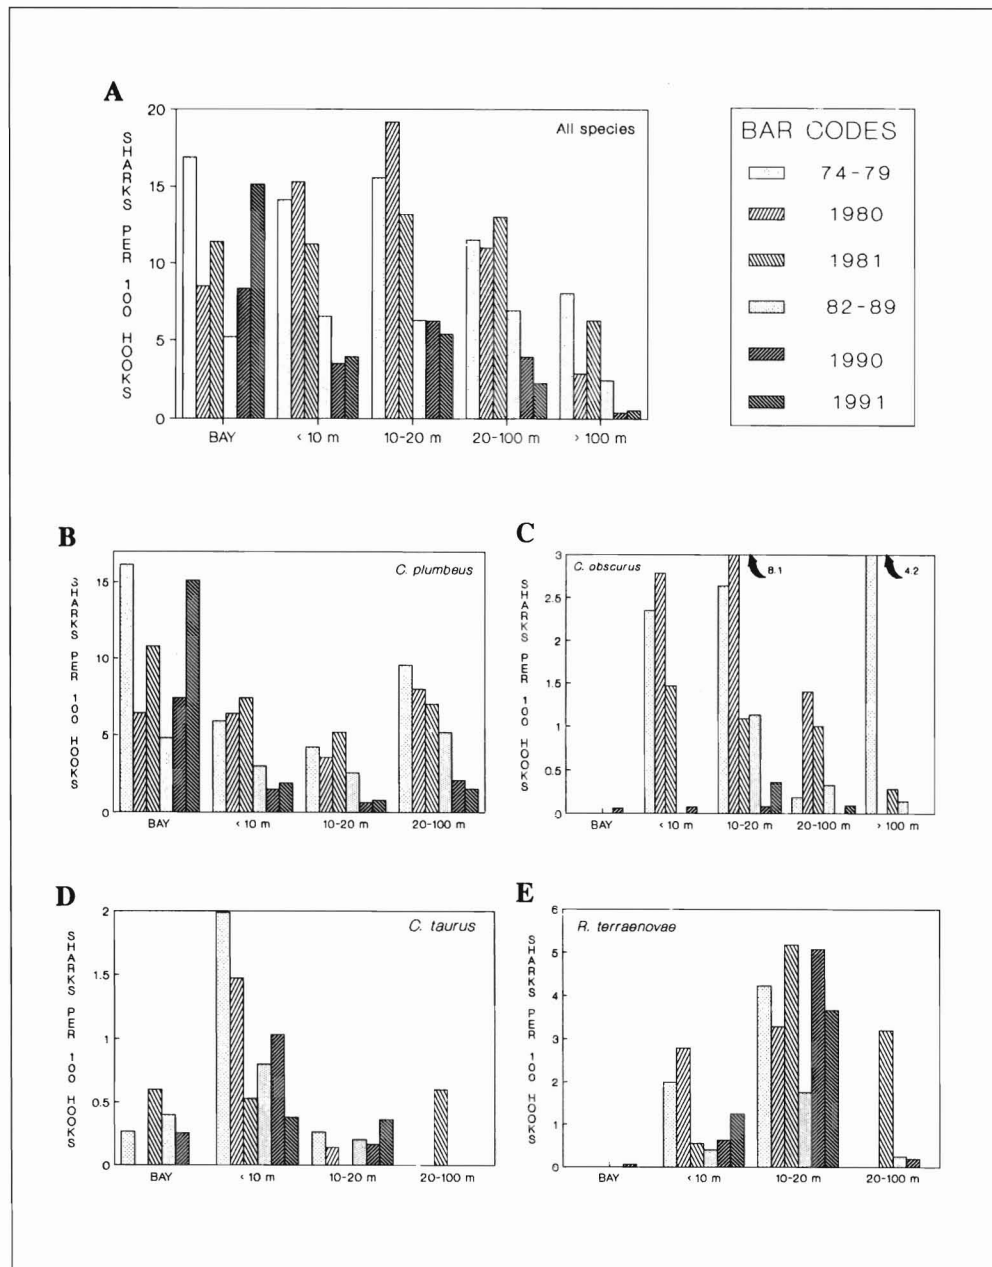 A
SHARKS PER 100 HOOKS
20
15
10
5
0
All species
BAY
< 10 m
10-20 m
20-100 m
> 100 m
BAR CODES
74-79
1980
1981
82-89
1990
1991
B
SHARKS PER 100 HOOKS
15
10
5
0
C. plumbeus
BAY
< 10 m
10-20 m
20-100 m
C
SHARKS PER 100 HOOKS
3
2.5
2
1.5
1
0.5
0
C. obscurus
8.1
4.2
BAY
< 10 m
10-20 m
20-100 m
> 100 m
D
SHARKS PER 100 HOOKS
2
1.5
1
0.5
0
C. taurus
BAY
< 10 m
10-20 m
20-100 m
E
SHARKS PER 100 HOOKS
6
5
4
3
2
1
0
R. terraenovae
BAY
< 10 m
10-20 m
20-100 m